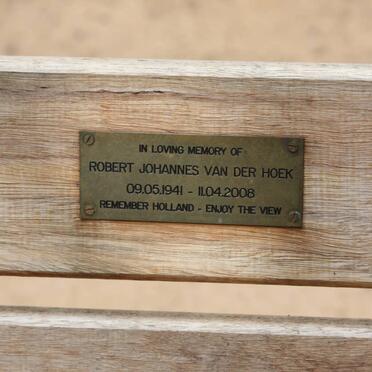 IN LOVING MEMORY OF
ROBERT JOHANNES VAN DER HOEK
09.05.1941 - 11.04.2008
REMEMBER HOLLAND - ENJOY THE VIEW